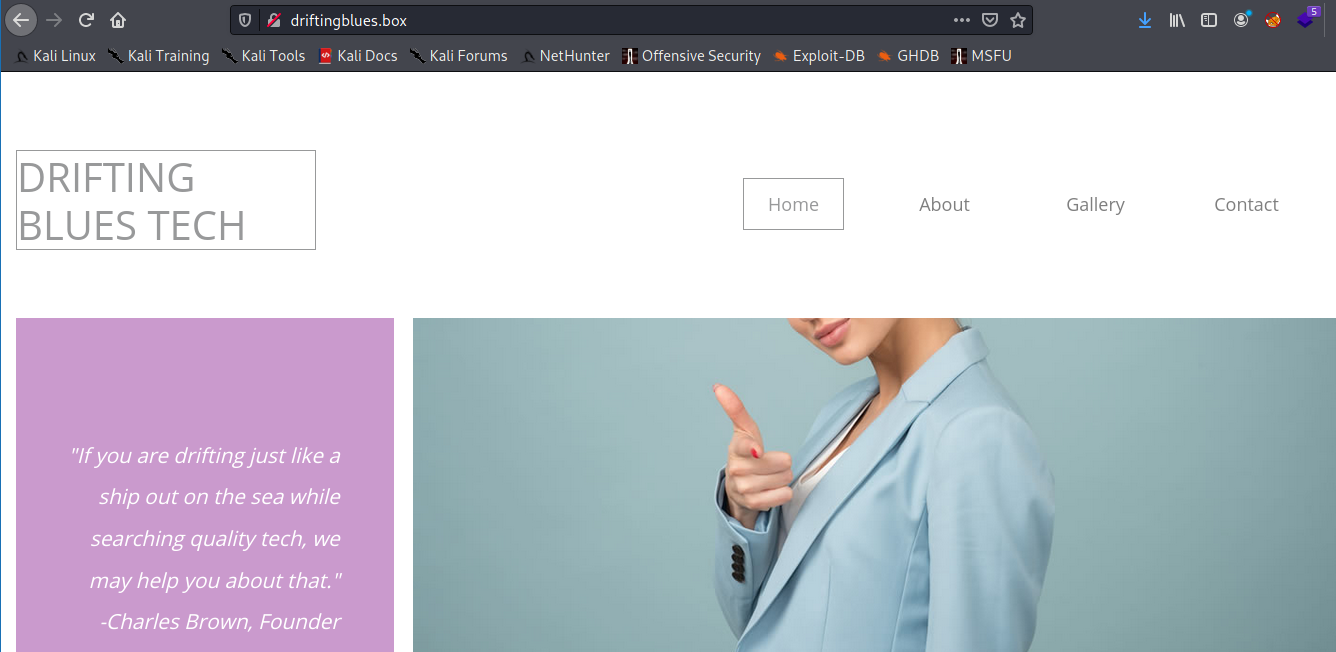 driftingblues.box
5
Kali Linux Kali Training Kali Tools Kali Docs Kali Forums NetHunter Offensive Security Exploit-DB GHDB MSFU
DRIFTING
BLUES TECH
Home About Gallery Contact
"If you are drifting just like a
ship out on the sea while
searching quality tech, we
may help you about that."
-Charles Brown, Founder